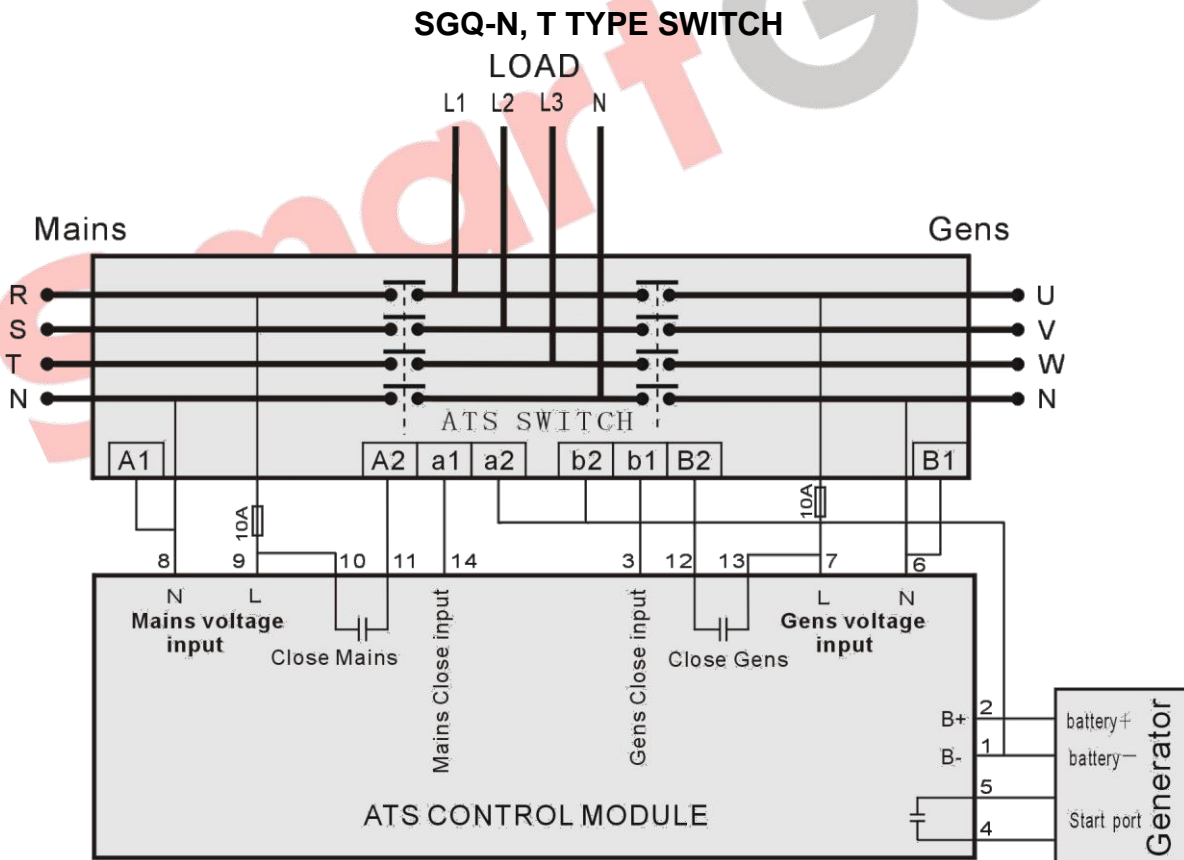 SGQ-N, T TYPE SWITCH
SmartG
LOAD
L1 L2 L3 N
Mains
Gens
R
S
T
N
U
V
W
N
ATS SWITCH
A1 A2 a1 a2 b2 b1 B2 B1
10A
10A
8 9 10 11 14 3 12 13 7 6
N L
Mains voltage
input
Close Mains
Mains Close input
Gens Close input
Close Gens
L N
Gens voltage
input
B+ 2 battery+
B- 1 battery—
5
4
Start port
Generator
ATS CONTROL MODULE